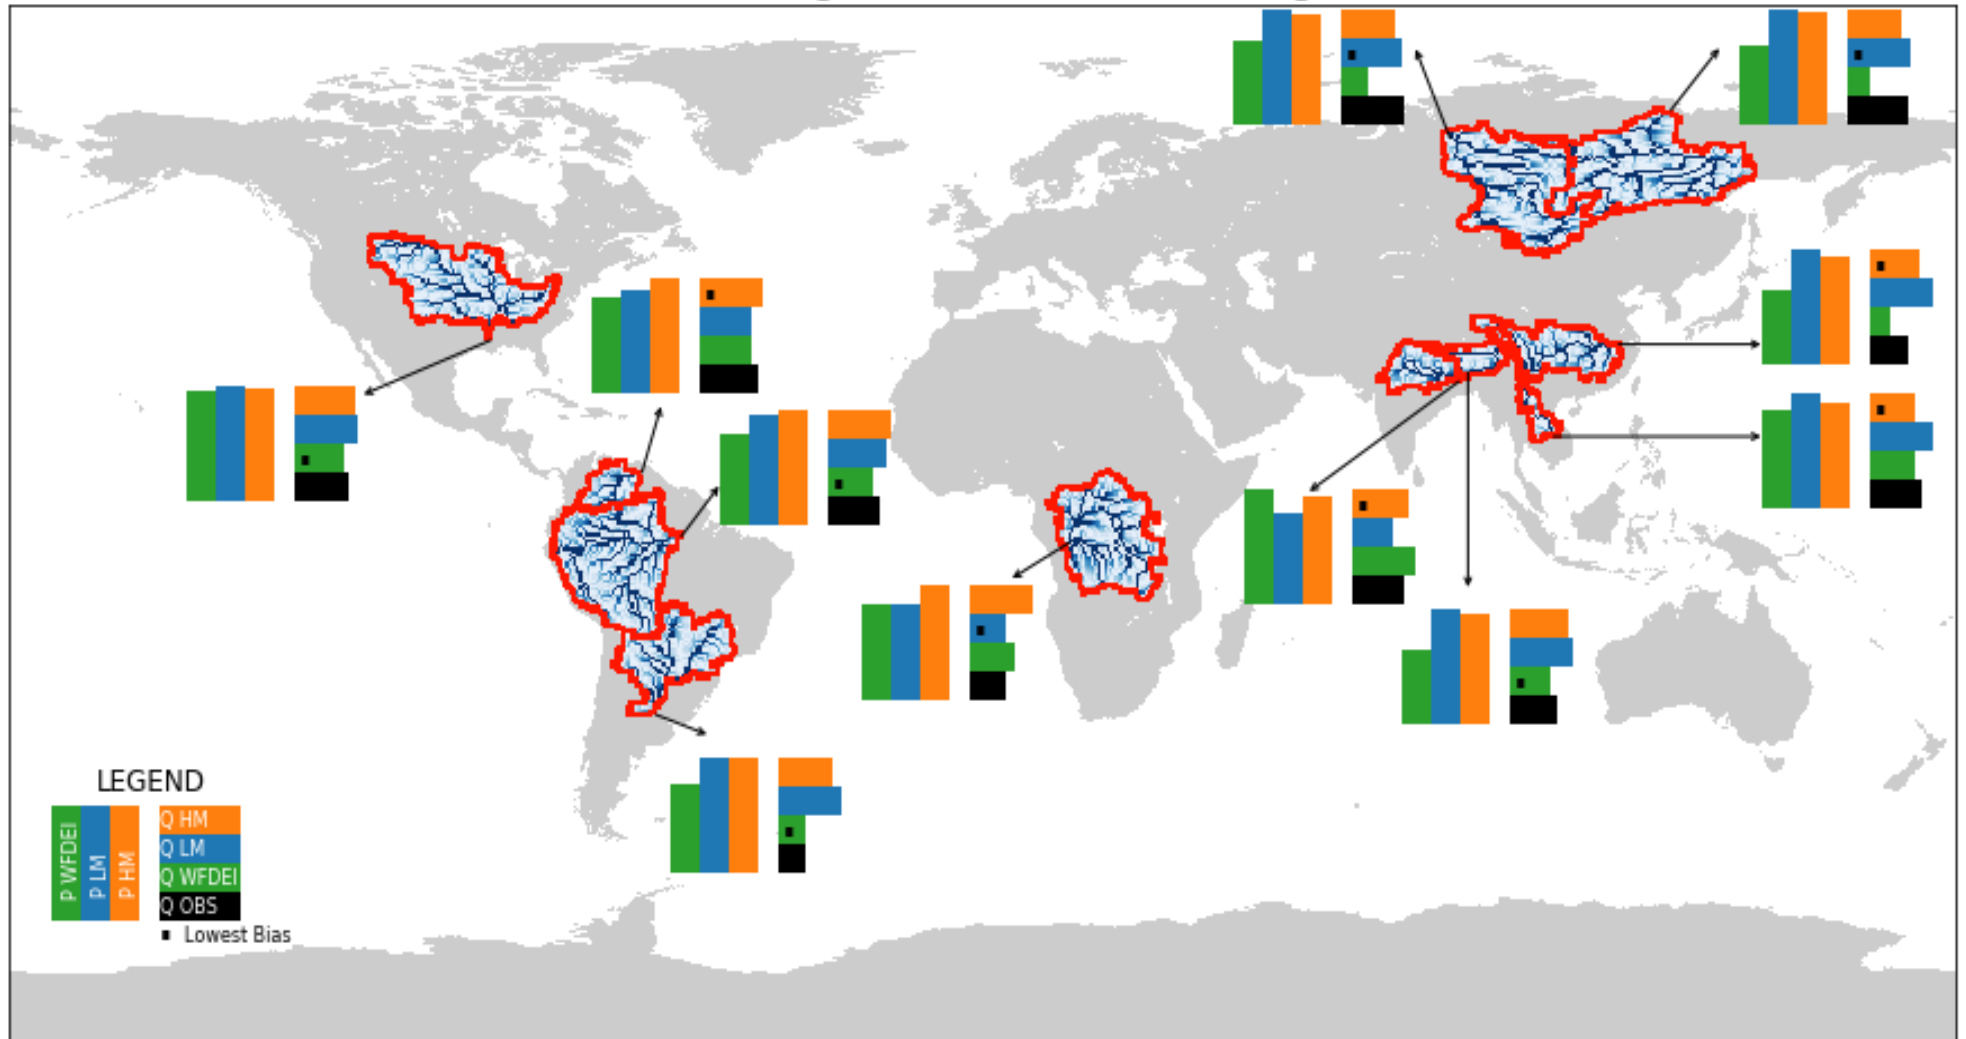 LEGEND
P WFDEI
P LM
P HM
Q HM
Q LM
Q WFDEI
Q OBS
Lowest Bias